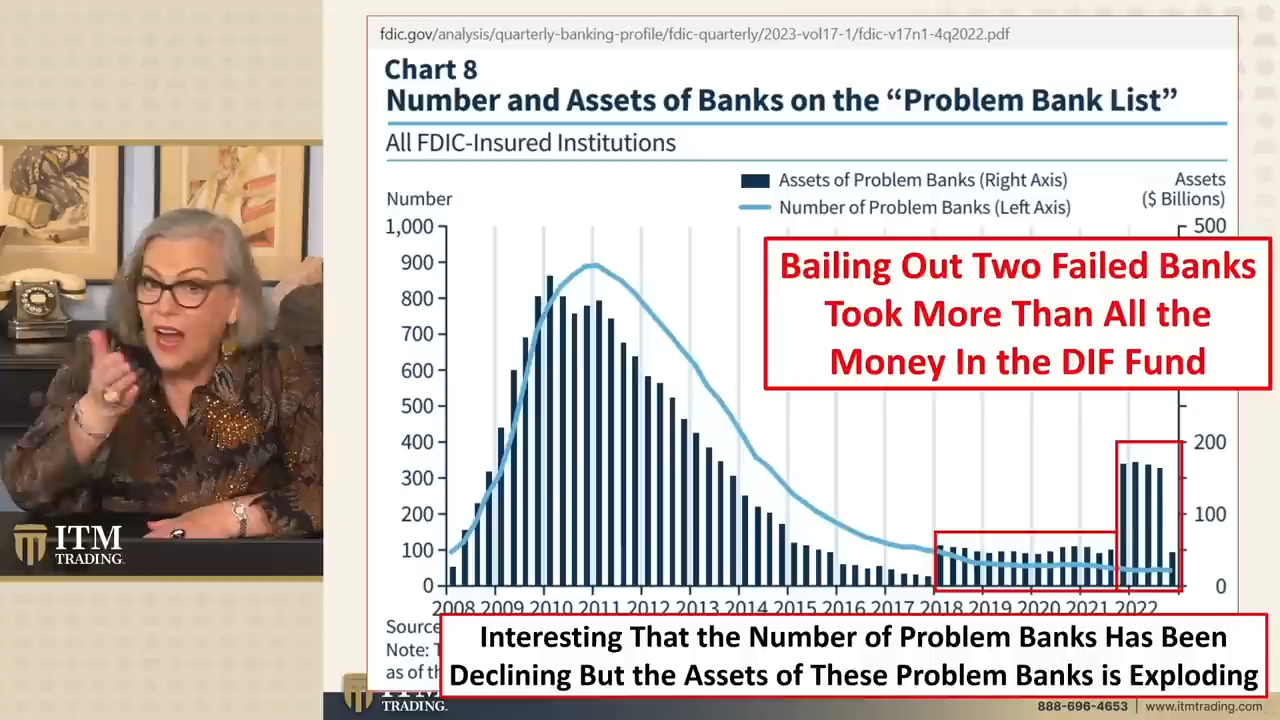 fdic.gov/analysis/quarterly-banking-profile/fdic-quarterly/2023-vol17-1/fdic-v17n1-4q2022.pdf
Chart 8
Number and Assets of Banks on the “Problem Bank List”
All FDIC-Insured Institutions
Number
Assets of Problem Banks (Right Axis)
Number of Problem Banks (Left Axis)
Assets
($ Billions)
1,000
900
800
700
600
500
400
300
200
100
0
500
200
100
0
Bailing Out Two Failed Banks
Took More Than All the
Money In the DIF Fund
2008 2009 2010 2011 2012 2013 2014 2015 2016 2017 2018 2019 2020 2021 2022
Source
Note:
as of th
Interesting That the Number of Problem Banks Has Been
Declining But the Assets of These Problem Banks is Exploding
ITM
TRADING.
TRADING.
888-696-4653 | www.itmtrading.com